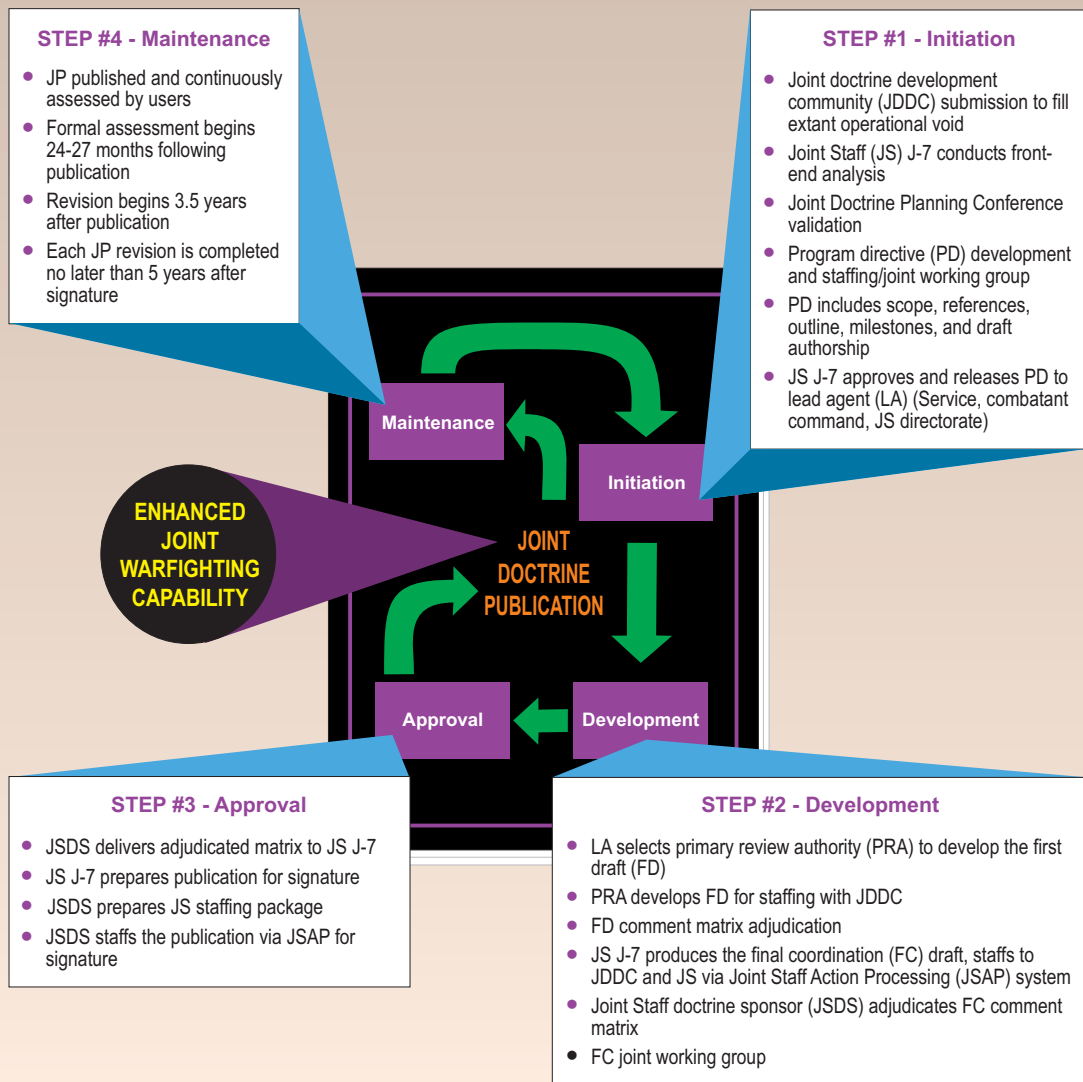 STEP #4 - Maintenance
• JP published and continuously
assessed by users
• Formal assessment begins
24-27 months following
publication
• Revision begins 3.5 years
after publication
• Each JP revision is completed
no later than 5 years after
signature
STEP #1 - Initiation
• Joint doctrine development
community (JDDC) submission to fill
extant operational void
• Joint Staff (JS) J-7 conducts front-
end analysis
• Joint Doctrine Planning Conference
validation
• Program directive (PD) development
and staffing/joint working group
• PD includes scope, references,
outline, milestones, and draft
authorship
• JS J-7 approves and releases PD to
lead agent (LA) (Service, combatant
command, JS directorate)
Maintenance
Initiation
ENHANCED
JOINT
WARFIGHTING
CAPABILITY
JOINT
DOCTRINE
PUBLICATION
Approval
Development
STEP #3 - Approval
• JSDS delivers adjudicated matrix to JS J-7
• JS J-7 prepares publication for signature
• JSDS prepares JS staffing package
• JSDS staffs the publication via JSAP for
signature
STEP #2 - Development
• LA selects primary review authority (PRA) to develop the first
draft (FD)
• PRA develops FD for staffing with JDDC
• FD comment matrix adjudication
• JS J-7 produces the final coordination (FC) draft, staffs to
JDDC and JS via Joint Staff Action Processing (JSAP) system
• Joint Staff doctrine sponsor (JSDS) adjudicates FC comment
matrix
• FC joint working group